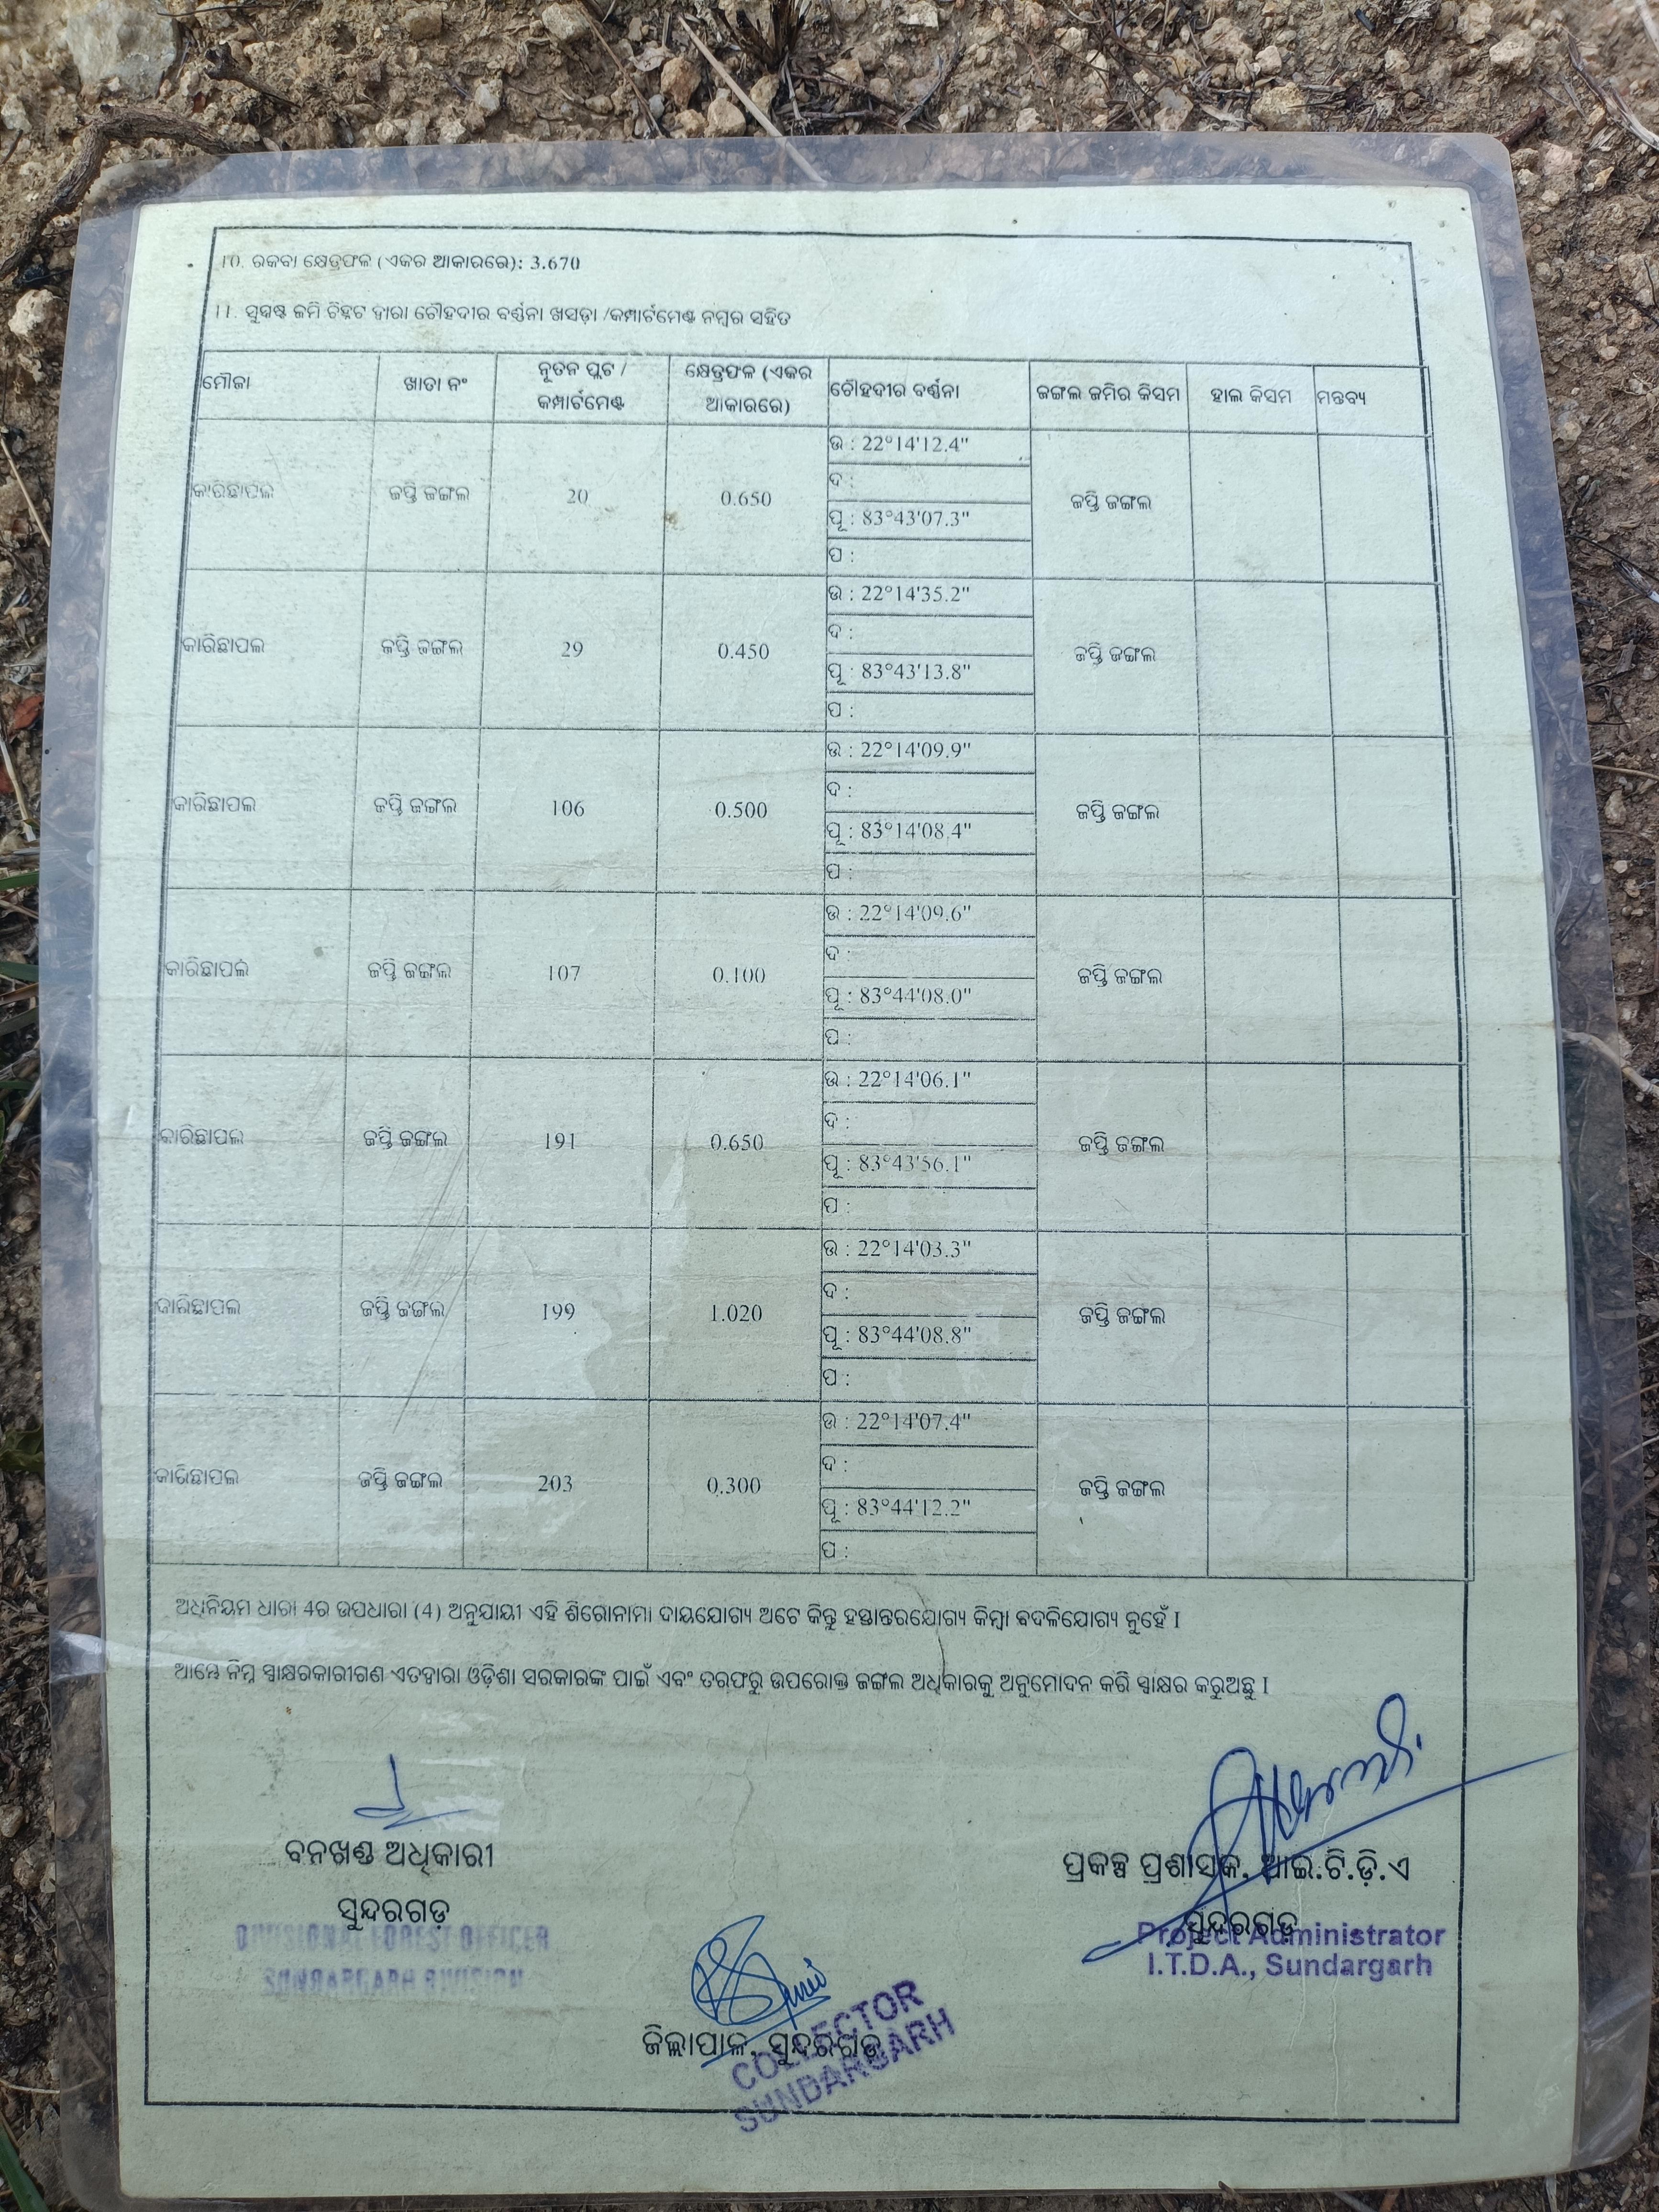 10. ରକବା କ୍ଷେତ୍ରଫଳ (ଏକର ଆକାରରେ): 3.670
11. ସୁସ୍ପଷ୍ଟ ଜମି ଚିହ୍ନଟ ଦ୍ୱାରା ଚୌହଦୀର ବର୍ଣ୍ଣନା ଖସଡ଼ା /କମ୍ପାର୍ଟମେଣ୍ଟ ନମ୍ବର ସହିତ
ମୌଜା ଖାତା ନଂ ନୂତନ ପ୍ଲଟ / କମ୍ପାର୍ଟମେଣ୍ଟ କ୍ଷେତ୍ରଫଳ (ଏକର ଆକାରରେ) ଚୌହଦୀର ବର୍ଣ୍ଣନା ଜଙ୍ଗଲ ଜମିର କିସମ ହାଲ କିସମ ମନ୍ତବ୍ୟ
କାରିଛାପଲ ଜପ୍ତି ଜଙ୍ଗଲ 20 0.650 ଉ : 22°14'12.4" ଜପ୍ତି ଜଙ୍ଗଲ
ଦ :
ପୂ : 83°43'07.3"
ପ :
କାରିଛାପଲ ଜପ୍ତି ଜଙ୍ଗଲ 29 0.450 ଉ : 22°14'35.2" ଜପ୍ତି ଜଙ୍ଗଲ
ଦ :
ପୂ : 83°43'13.8"
ପ :
କାରିଛାପଲ ଜପ୍ତି ଜଙ୍ଗଲ 106 0.500 ଉ : 22°14'09.9" ଜପ୍ତି ଜଙ୍ଗଲ
ଦ :
ପୂ : 83°14'08.4"
ପ :
କାରିଛାପଲ ଜପ୍ତି ଜଙ୍ଗଲ 107 0.100 ଉ : 22°14'09.6" ଜପ୍ତି ଜଙ୍ଗଲ
ଦ :
ପୂ : 83°44'08.0"
ପ :
କାରିଛାପଲ ଜପ୍ତି ଜଙ୍ଗଲ 191 0.650 ଉ : 22°14'06.1" ଜପ୍ତି ଜଙ୍ଗଲ
ଦ :
ପୂ : 83°43'56.1"
ପ :
କାରିଛାପଲ ଜପ୍ତି ଜଙ୍ଗଲ 199 1.020 ଉ : 22°14'03.3" ଜପ୍ତି ଜଙ୍ଗଲ
ଦ :
ପୂ : 83°44'08.8"
ପ :
କାରିଛାପଲ ଜପ୍ତି ଜଙ୍ଗଲ 203 0.300 ଉ : 22°14'07.4" ଜପ୍ତି ଜଙ୍ଗଲ
ଦ :
ପୂ : 83°44'12.2"
ପ :
ଅଧିନିୟମ ଧାରା 4ର ଉପଧାରା (4) ଅନୁଯାୟୀ ଏହି ଶିରୋନାମା ଦାୟଯୋଗ୍ୟ ଅଟେ କିନ୍ତୁ ହସ୍ତାନ୍ତରଯୋଗ୍ୟ କିମ୍ବା ବଦଳିଯୋଗ୍ୟ ନୁହେଁ I
ଆମ୍ଭେ ନିମ୍ନ ସ୍ୱାକ୍ଷରକାରୀଗଣ ଏତଦ୍ୱାରା ଓଡ଼ିଶା ସରକାରଙ୍କ ପାଇଁ ଏବଂ ତରଫରୁ ଉପରୋକ୍ତ ଜଙ୍ଗଲ ଅଧିକାରକୁ ଅନୁମୋଦନ କରି ସ୍ୱାକ୍ଷର କରୁଅଛୁ I
ବନଖଣ୍ଡ ଅଧିକାରୀ
ସୁନ୍ଦରଗଡ଼
DIVISIONAL FOREST OFFICER
SUNDARGARH DIVISION
ପ୍ରକଳ୍ପ ପ୍ରଶାସକ, ଆଇ.ଟି.ଡ଼ି.ଏ
ସୁନ୍ଦରଗଡ଼
Project Administrator
I.T.D.A., Sundargarh
ଜିଲ୍ଲାପାଳ, ସୁନ୍ଦରଗଡ଼
COLLECTOR
SUNDARGARH